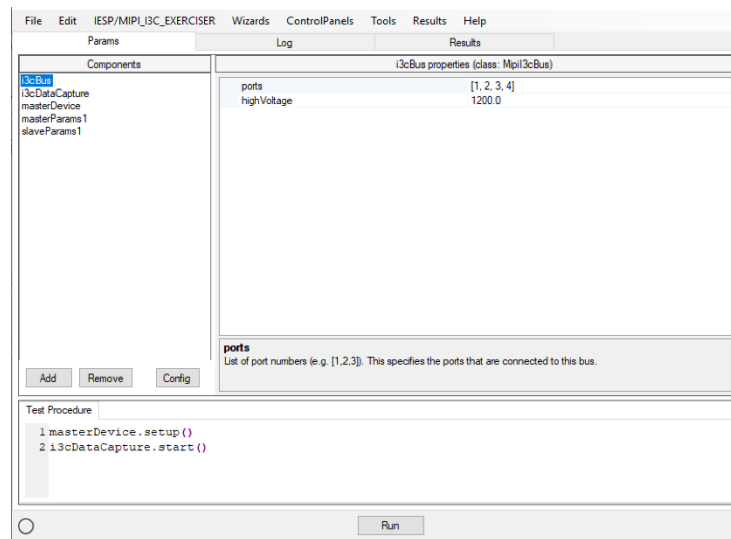 File Edit IESP/MIPI_I3C_EXERCISER Wizards ControlPanels Tools Results Help
Params Log Results
Components
i3cBus properties (class: MipiI3cBus)
i3cBus
i3cDataCapture
masterDevice
masterParams1
slaveParams1
ports [1, 2, 3, 4]
highVoltage 1200.0
ports
List of port numbers (e.g. [1,2,3]). This specifies the ports that are connected to this bus.
Add Remove Config
Test Procedure
1 masterDevice.setup()
2 i3cDataCapture.start()
Run